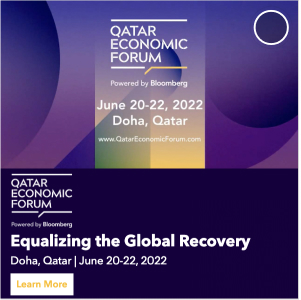 QATAR
ECONOMIC
FORUM
Powered by Bloomberg
June 20-22, 2022
Doha, Qatar
www.QatarEconomicForum.com
QATAR
ECONOMIC
FORUM
Powered by Bloomberg
Equalizing the Global Recovery
Doha, Qatar | June 20-22, 2022
Learn More